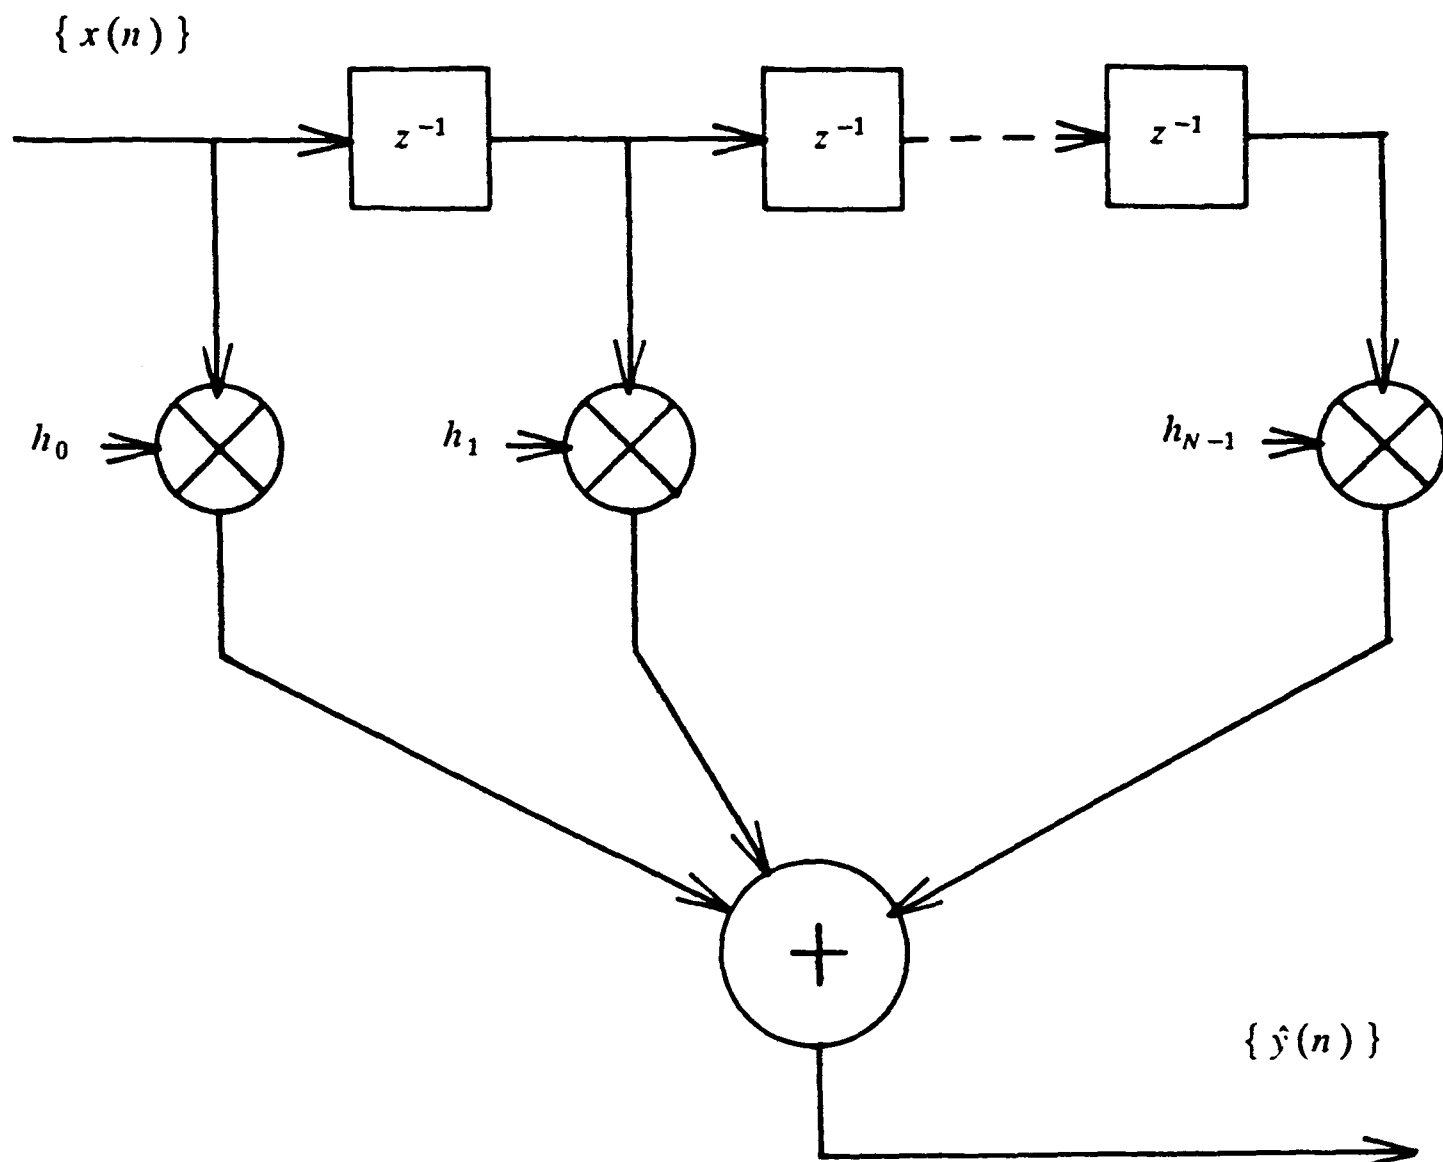 { x(n) }
z⁻¹
z⁻¹
z⁻¹
h₀
h₁
h_{N-1}
+
{ ŷ(n) }